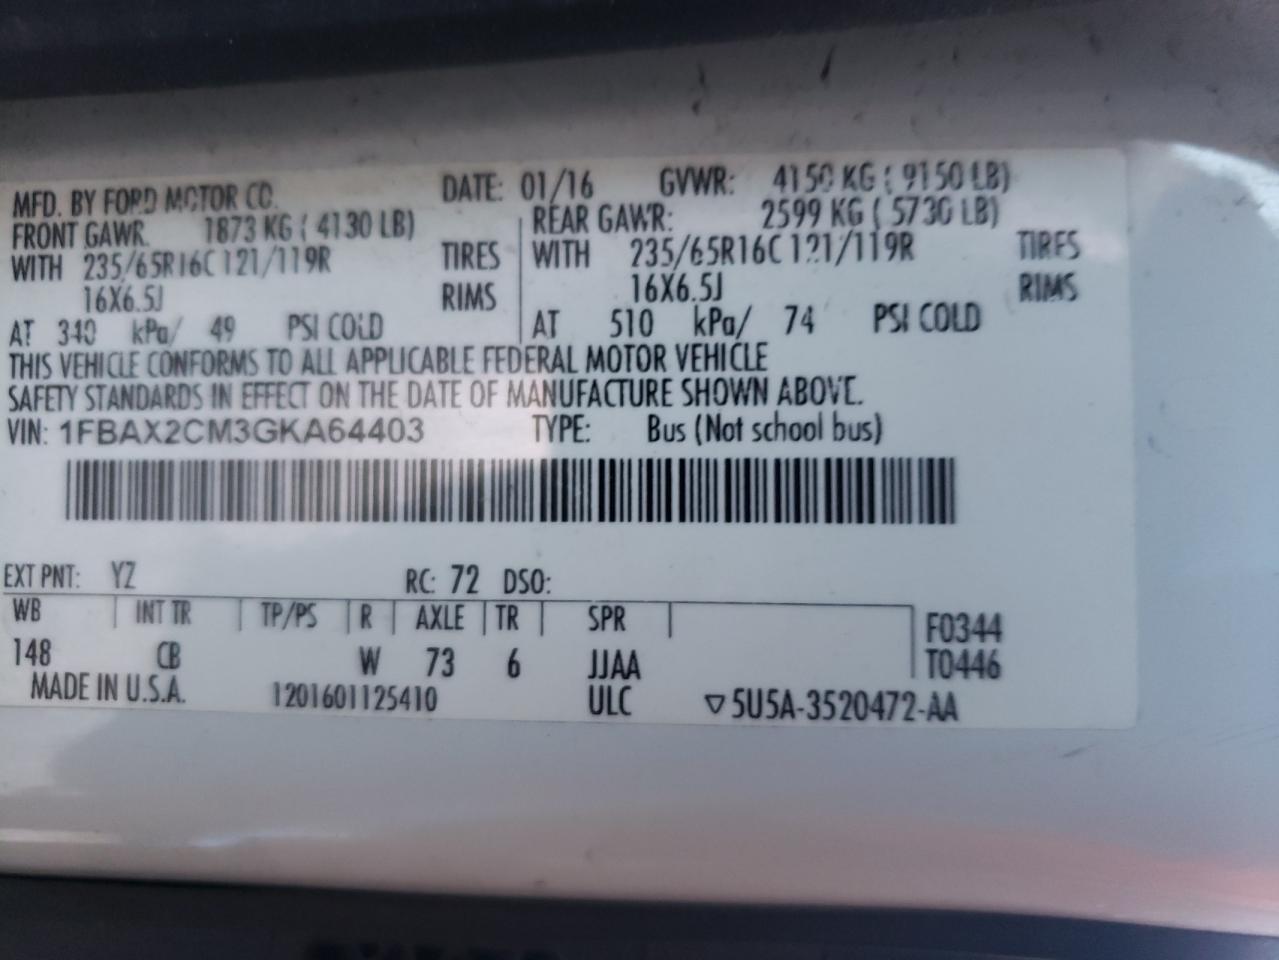 MFD. BY FORD MOTOR CO. DATE: 01/16 GVWR: 4150 KG ( 9150 LB)
FRONT GAWR. 1873 KG ( 4130 LB) REAR GAWR: 2599 KG ( 5730 LB)
WITH 235/65R16C 121/119R TIRES WITH 235/65R16C 121/119R TIRES
16X6.5J RIMS 16X6.5J RIMS
AT 340 kPa/ 49 PSI COLD AT 510 kPa/ 74 PSI COLD
THIS VEHICLE CONFORMS TO ALL APPLICABLE FEDERAL MOTOR VEHICLE
SAFETY STANDARDS IN EFFECT ON THE DATE OF MANUFACTURE SHOWN ABOVE.
VIN: 1FBAX2CM3GKA64403 TYPE: Bus (Not school bus)
EXT PNT: YZ RC: 72 DSO:
WB INT TR TP/PS R AXLE TR SPR F0344
148 CB W 73 6 JJAA T0446
MADE IN U.S.A. 1201601125410 ULC ▽5U5A-3520472-AA